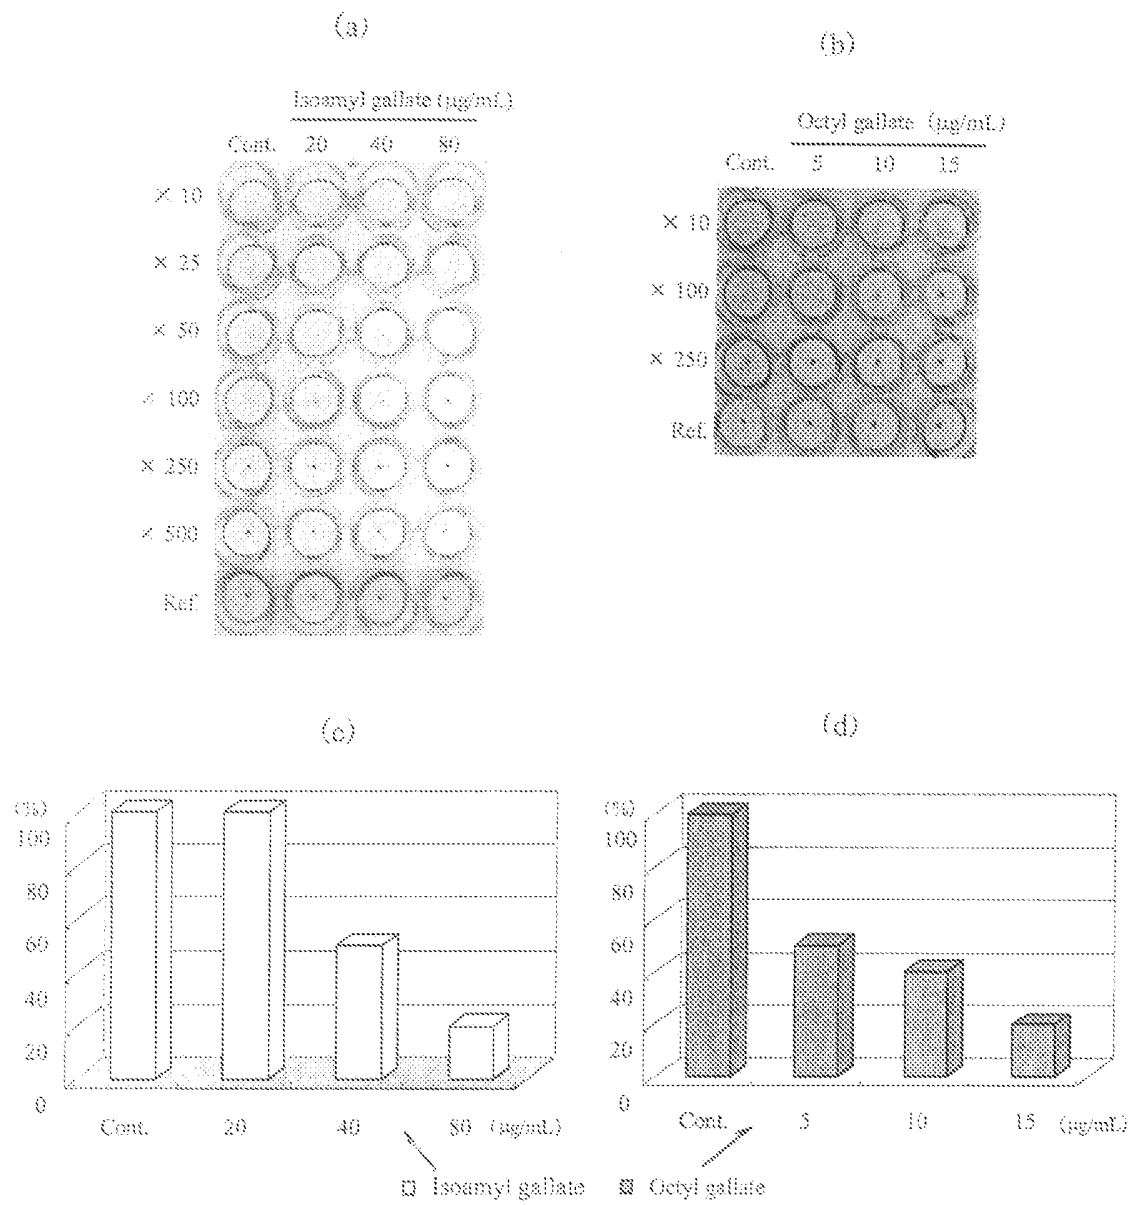 (a)
Isoamyl gallate (μg/mL)
Cont. 20 40 80
× 10
× 25
× 50
× 100
× 250
× 500
Ref.
(b)
Octyl gallate (μg/mL)
Cont. 5 10 15
× 10
× 100
× 250
Ref.
(c)
(%)
100
80
60
40
20
0
Cont. 20 40 80 (μg/mL)
(d)
(%)
100
80
60
40
20
0
Cont. 5 10 15 (μg/mL)
Isoamyl gallate Octyl gallate